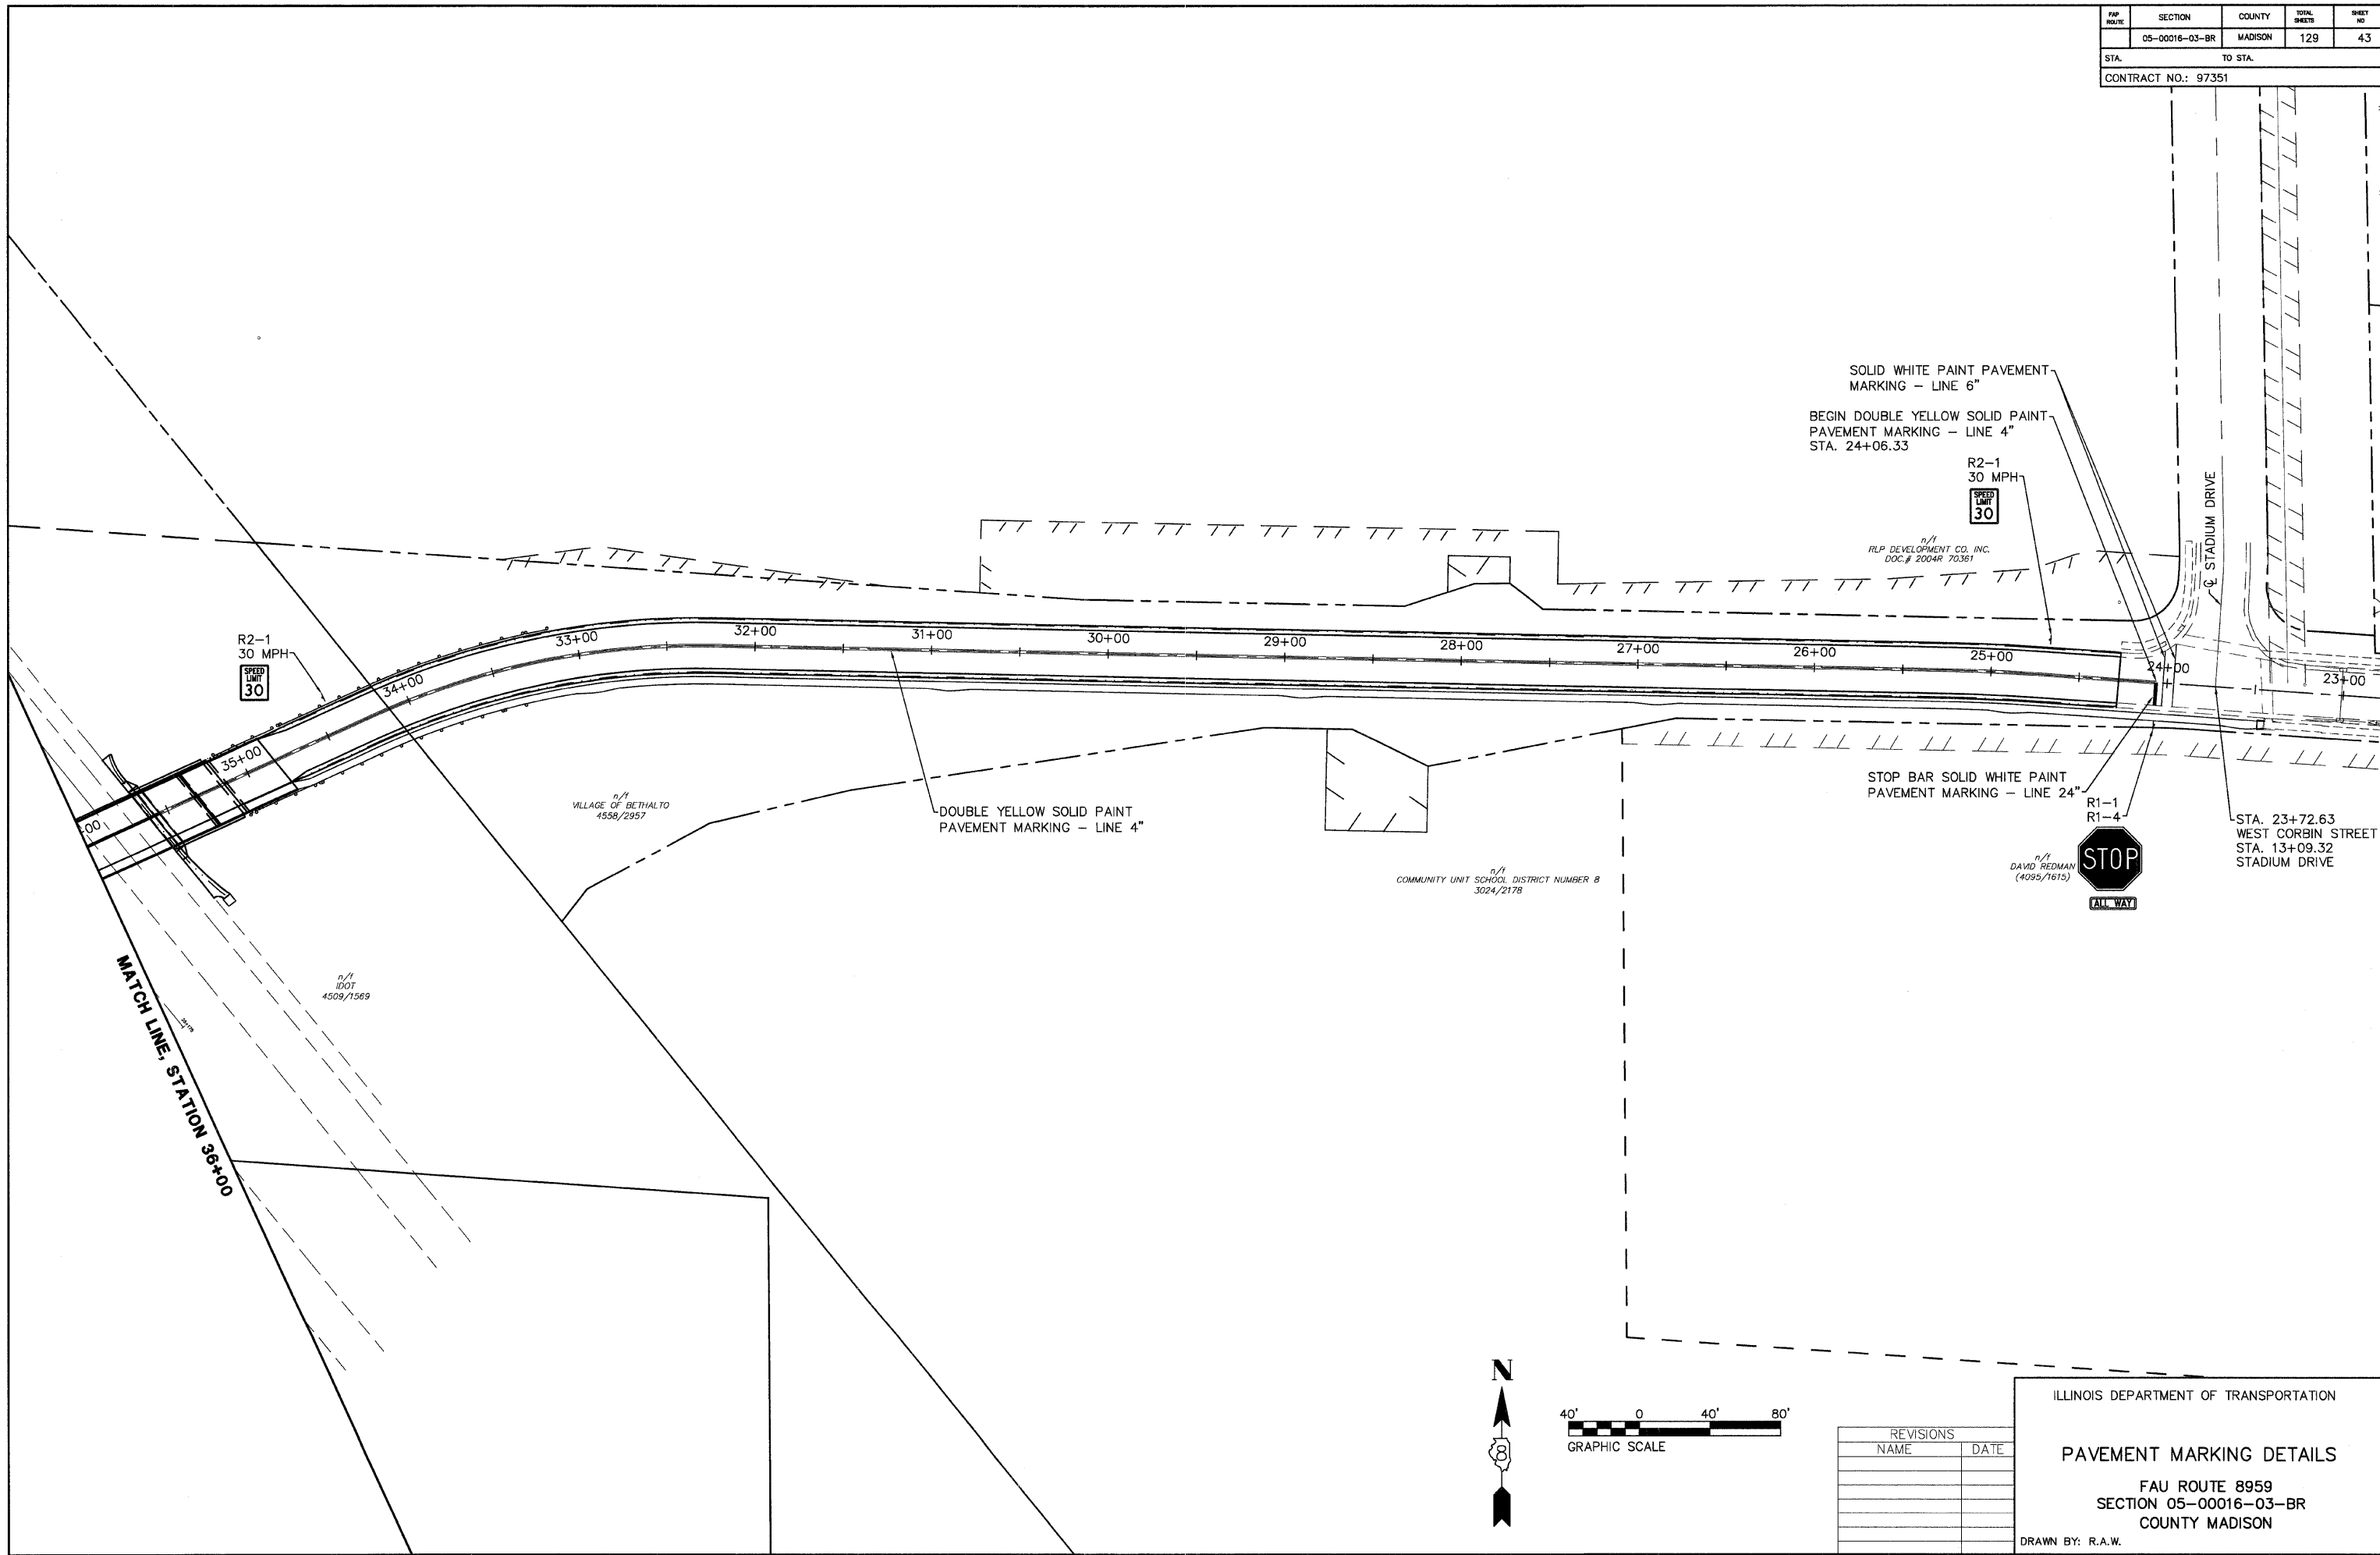 FAP ROUTE SECTION COUNTY TOTAL SHEETS SHEET NO
05-00016-03-BR MADISON 129 43
STA. TO STA.
CONTRACT NO.: 97351
SOLID WHITE PAINT PAVEMENT
MARKING – LINE 6"
BEGIN DOUBLE YELLOW SOLID PAINT
PAVEMENT MARKING – LINE 4"
STA. 24+06.33
R2-1
30 MPH
SPEED
LIMIT
30
n/f
RLP DEVELOPMENT CO. INC.
DOC.# 2004R 70361
℄ STADIUM DRIVE
R2-1
30 MPH
SPEED
LIMIT
30
-00
35+00
34+00
33+00
32+00
31+00
30+00
29+00
28+00
27+00
26+00
25+00
24+00
23+00
n/f
VILLAGE OF BETHALTO
4558/2957
DOUBLE YELLOW SOLID PAINT
PAVEMENT MARKING – LINE 4"
STOP BAR SOLID WHITE PAINT
PAVEMENT MARKING – LINE 24"
R1-1
R1-4
STOP
ALL WAY
STA. 23+72.63
WEST CORBIN STREET
STA. 13+09.32
STADIUM DRIVE
n/f
DAVID REDMAN
(4095/1615)
n/f
COMMUNITY UNIT SCHOOL DISTRICT NUMBER 8
3024/2178
n/f
IDOT
4509/1569
MATCH LINE, STATION 36+00
N
8
40' 0 40' 80'
GRAPHIC SCALE
REVISIONS
NAME DATE
ILLINOIS DEPARTMENT OF TRANSPORTATION
PAVEMENT MARKING DETAILS
FAU ROUTE 8959
SECTION 05-00016-03-BR
COUNTY MADISON
DRAWN BY: R.A.W.